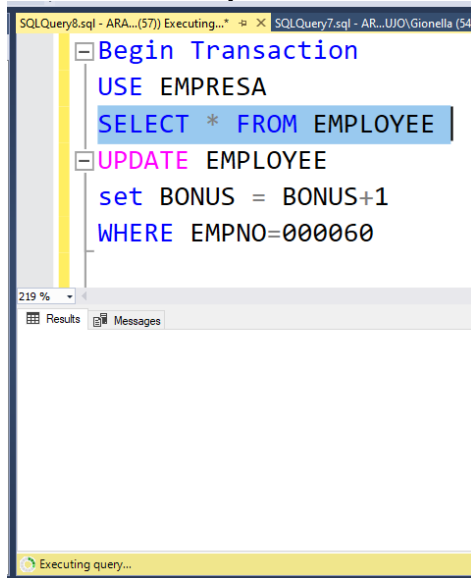 SQLQuery8.sql - ARA...(57)) Executing...* SQLQuery7.sql - AR...UJO\Gionella (54
Begin Transaction
USE EMPRESA
SELECT * FROM EMPLOYEE
UPDATE EMPLOYEE
set BONUS = BONUS+1
WHERE EMPNO=000060
219 %
Results Messages
Executing query...